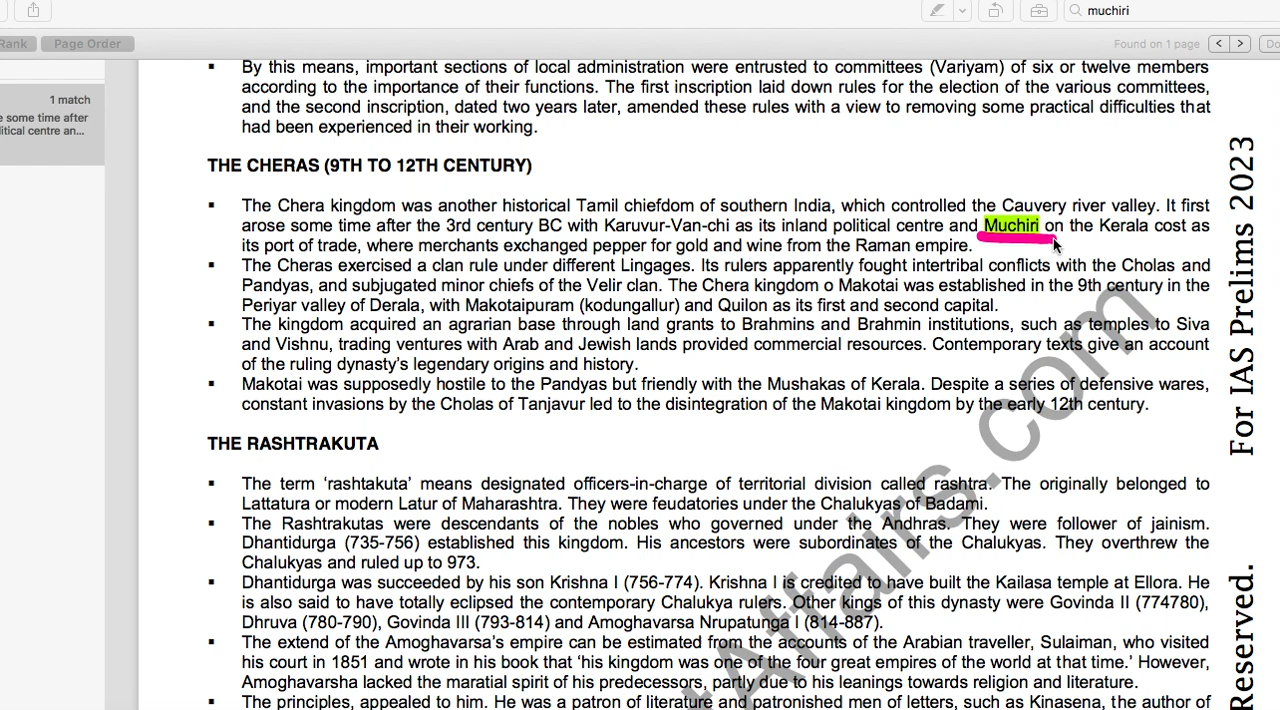 muchiri
Rank
Page Order
Found on 1 page
Do
1 match
e some time after
litical centre an...
▪ By this means, important sections of local administration were entrusted to committees (Variyam) of six or twelve members
according to the importance of their functions. The first inscription laid down rules for the election of the various committees,
and the second inscription, dated two years later, amended these rules with a view to removing some practical difficulties that
had been experienced in their working.
THE CHERAS (9TH TO 12TH CENTURY)
▪ The Chera kingdom was another historical Tamil chiefdom of southern India, which controlled the Cauvery river valley. It first
arose some time after the 3rd century BC with Karuvur-Van-chi as its inland political centre and Muchiri on the Kerala cost as
its port of trade, where merchants exchanged pepper for gold and wine from the Raman empire.
▪ The Cheras exercised a clan rule under different Lingages. Its rulers apparently fought intertribal conflicts with the Cholas and
Pandyas, and subjugated minor chiefs of the Velir clan. The Chera kingdom o Makotai was established in the 9th century in the
Periyar valley of Derala, with Makotaipuram (kodungallur) and Quilon as its first and second capital.
▪ The kingdom acquired an agrarian base through land grants to Brahmins and Brahmin institutions, such as temples to Siva
and Vishnu, trading ventures with Arab and Jewish lands provided commercial resources. Contemporary texts give an account
of the ruling dynasty's legendary origins and history.
▪ Makotai was supposedly hostile to the Pandyas but friendly with the Mushakas of Kerala. Despite a series of defensive wares,
constant invasions by the Cholas of Tanjavur led to the disintegration of the Makotai kingdom by the early 12th century.
THE RASHTRAKUTA
▪ The term 'rashtakuta' means designated officers-in-charge of territorial division called rashtra. The originally belonged to
Lattatura or modern Latur of Maharashtra. They were feudatories under the Chalukyas of Badami.
▪ The Rashtrakutas were descendants of the nobles who governed under the Andhras. They were follower of jainism.
Dhantidurga (735-756) established this kingdom. His ancestors were subordinates of the Chalukyas. They overthrew the
Chalukyas and ruled up to 973.
▪ Dhantidurga was succeeded by his son Krishna I (756-774). Krishna I is credited to have built the Kailasa temple at Ellora. He
is also said to have totally eclipsed the contemporary Chalukya rulers. Other kings of this dynasty were Govinda II (774780),
Dhruva (780-790), Govinda III (793-814) and Amoghavarsa Nrupatunga I (814-887).
▪ The extend of the Amoghavarsa's empire can be estimated from the accounts of the Arabian traveller, Sulaiman, who visited
his court in 1851 and wrote in his book that 'his kingdom was one of the four great empires of the world at that time.' However,
Amoghavarsha lacked the maratial spirit of his predecessors, partly due to his leanings towards religion and literature.
▪ The principles, appealed to him. He was a patron of literature and patronished men of letters, such as Kinasena, the author of
For IAS Prelims 2023
Reserved.
tAffairs.com